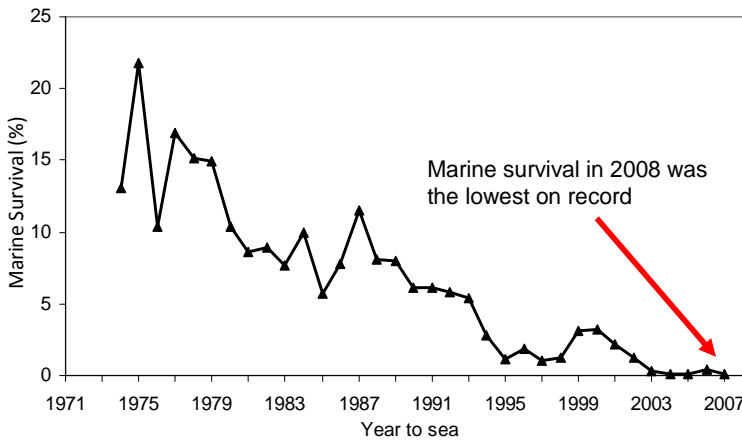 25
20
15
10
5
0
Marine Survival (%)
Marine survival in 2008 was
the lowest on record
1971 1975 1979 1983 1987 1991 1995 1999 2003 2007
Year to sea